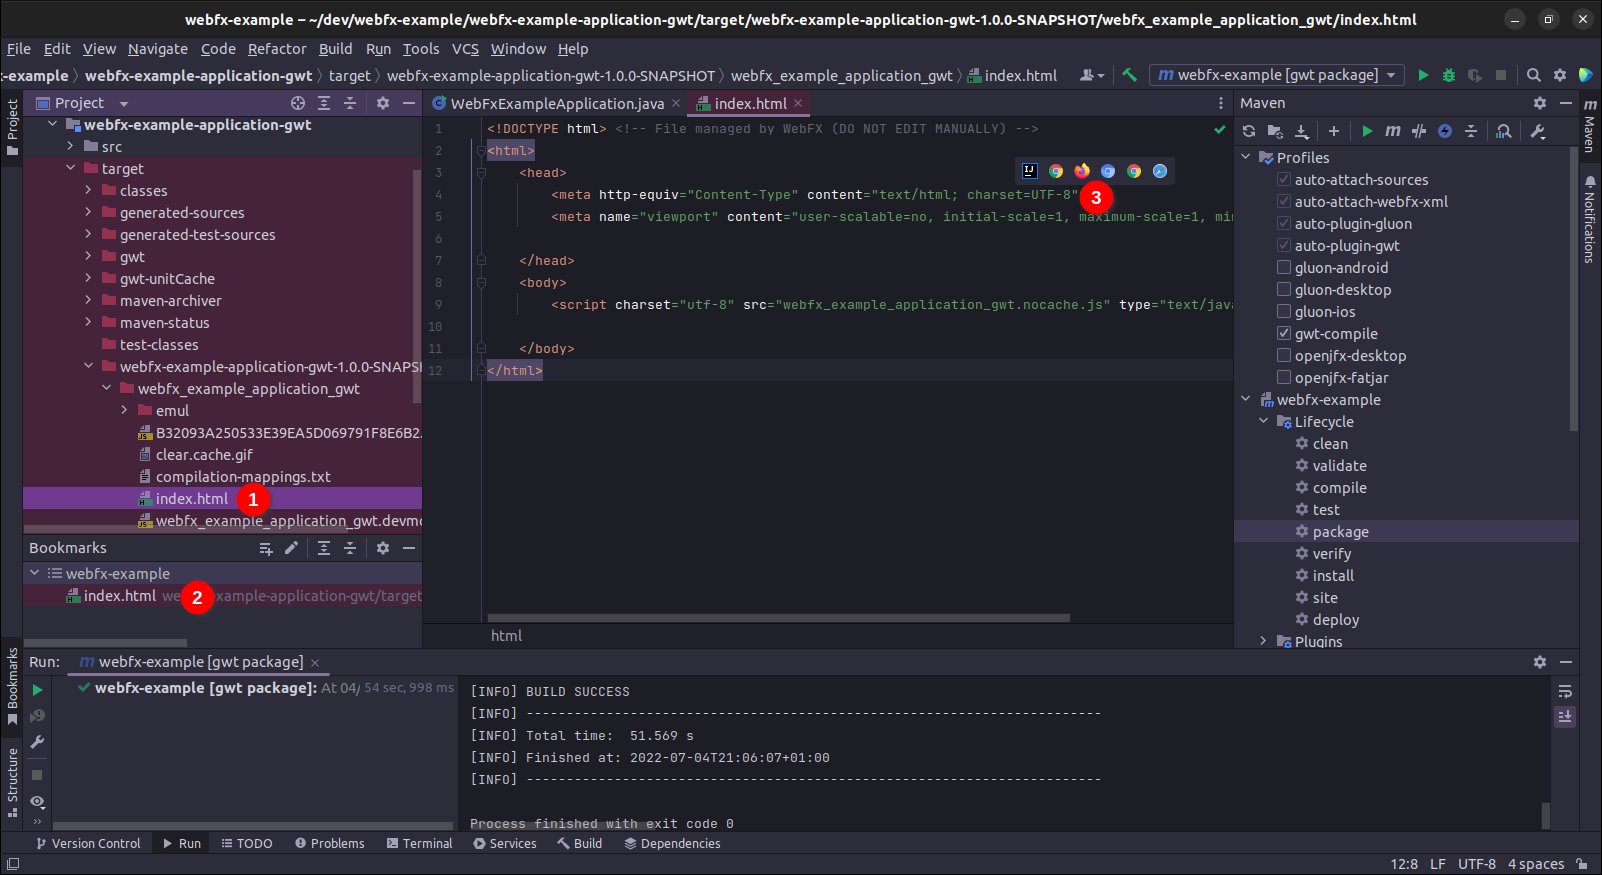 webfx-example – ~/dev/webfx-example/webfx-example-application-gwt/target/webfx-example-application-gwt-1.0.0-SNAPSHOT/webfx_example_application_gwt/index.html
File Edit View Navigate Code Refactor Build Run Tools VCS Window Help
x-example webfx-example-application-gwt target webfx-example-application-gwt-1.0.0-SNAPSHOT webfx_example_application_gwt index.html
webfx-example [gwt package]
Project
Bookmarks
Structure
Project
webfx-example-application-gwt
src
target
classes
generated-sources
generated-test-sources
gwt
gwt-unitCache
maven-archiver
maven-status
test-classes
webfx-example-application-gwt-1.0.0-SNAPSH
webfx_example_application_gwt
emul
B32093A250533E39EA5D069791F8E6B2.
clear.cache.gif
compilation-mappings.txt
index.html 1
webfx_example_application_gwt.devmo
Bookmarks
webfx-example
index.html we 2 example-application-gwt/target
WebFxExampleApplication.java
index.html
1 <!DOCTYPE html> <!-- File managed by WebFX (DO NOT EDIT MANUALLY) -->
2 <html>
3 <head>
4 <meta http-equiv="Content-Type" content="text/html; charset=UTF-8"
3
5 <meta name="viewport" content="user-scalable=no, initial-scale=1, maximum-scale=1, min
6
7 </head>
8 <body>
9 <script charset="utf-8" src="webfx_example_application_gwt.nocache.js" type="text/java
10
11 </body>
12 </html>
html
Maven
Profiles
auto-attach-sources
auto-attach-webfx-xml
auto-plugin-gluon
auto-plugin-gwt
gluon-android
gluon-desktop
gluon-ios
gwt-compile
openjfx-desktop
openjfx-fatjar
webfx-example
Lifecycle
clean
validate
compile
test
package
verify
install
site
deploy
Plugins
Maven
Notifications
Run: webfx-example [gwt package]
webfx-example [gwt package]: At 04/ 54 sec, 998 ms
[INFO] BUILD SUCCESS
[INFO] ------------------------------------------------------------------------
[INFO] Total time:  51.569 s
[INFO] Finished at: 2022-07-04T21:06:07+01:00
[INFO] ------------------------------------------------------------------------
Process finished with exit code 0
Version Control Run TODO Problems Terminal Services Build Dependencies
12:8 LF UTF-8 4 spaces